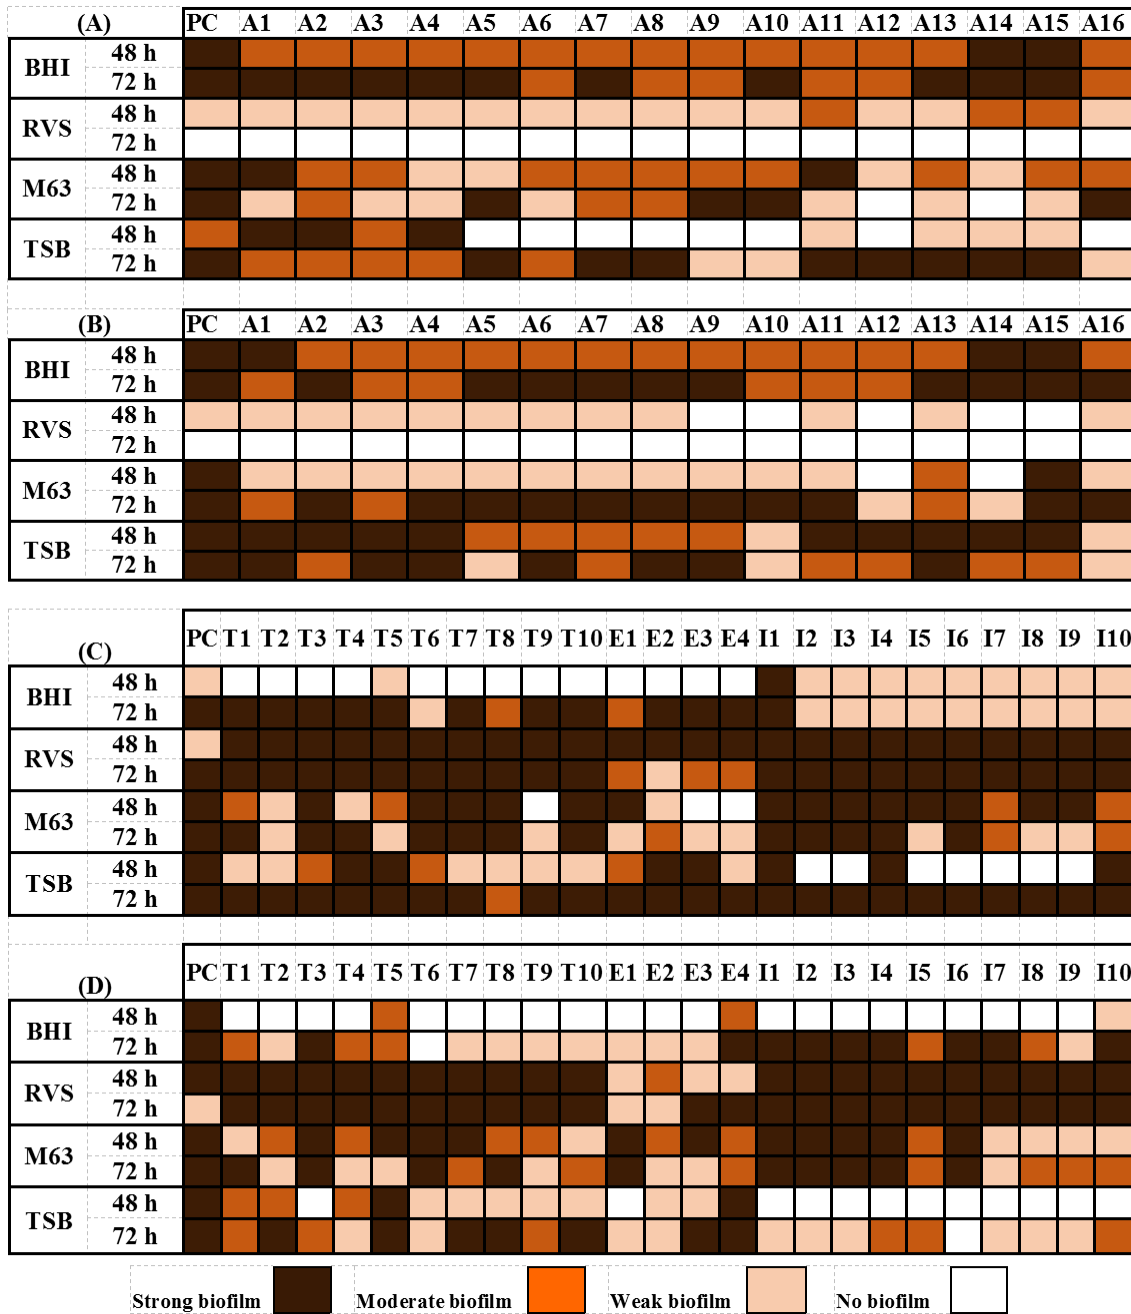 (A) PC A1 A2 A3 A4 A5 A6 A7 A8 A9 A10 A11 A12 A13 A14 A15 A16
BHI 48 h
72 h
RVS 48 h
72 h
M63 48 h
72 h
TSB 48 h
72 h
(B) PC A1 A2 A3 A4 A5 A6 A7 A8 A9 A10 A11 A12 A13 A14 A15 A16
BHI 48 h
72 h
RVS 48 h
72 h
M63 48 h
72 h
TSB 48 h
72 h
(C) PC T1 T2 T3 T4 T5 T6 T7 T8 T9 T10 E1 E2 E3 E4 I1 I2 I3 I4 I5 I6 I7 I8 I9 I10
BHI 48 h
72 h
RVS 48 h
72 h
M63 48 h
72 h
TSB 48 h
72 h
(D) PC T1 T2 T3 T4 T5 T6 T7 T8 T9 T10 E1 E2 E3 E4 I1 I2 I3 I4 I5 I6 I7 I8 I9 I10
BHI 48 h
72 h
RVS 48 h
72 h
M63 48 h
72 h
TSB 48 h
72 h
Strong biofilm Moderate biofilm Weak biofilm No biofilm